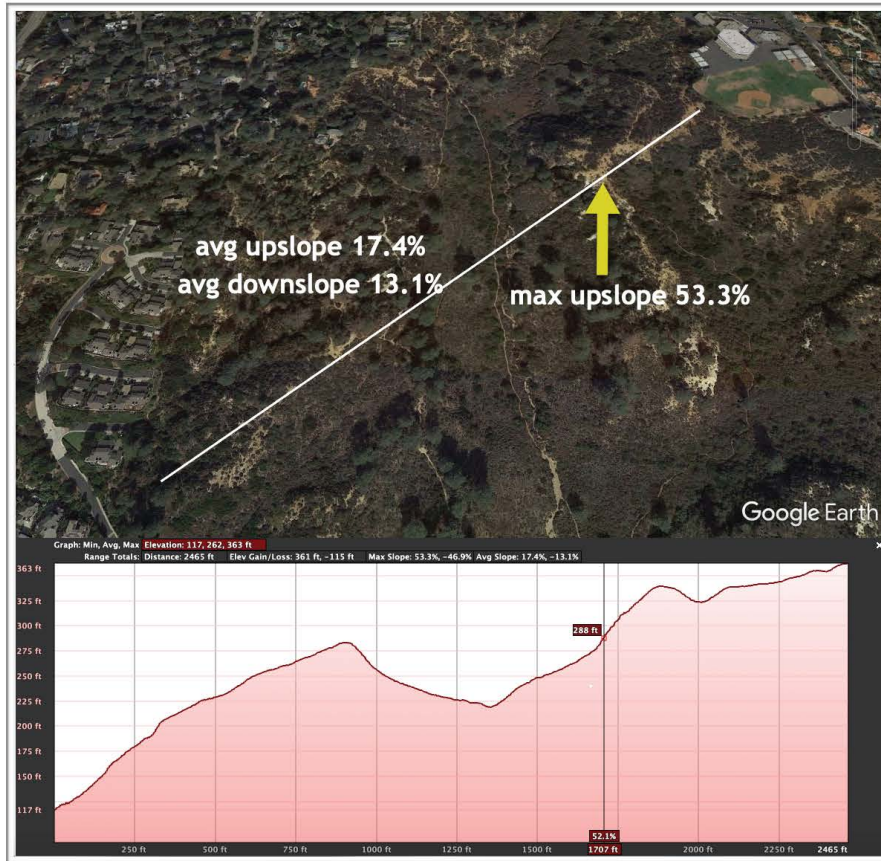 avg upslope 17.4%
avg downslope 13.1%
max upslope 53.3%
Google Earth
Graph: Min, Avg, Max Elevation: 117, 262, 363 ft
Range Totals: Distance: 2465 ft Elev Gain/Loss: 361 ft, -115 ft Max Slope: 53.3%, -46.9% Avg Slope: 17.4%, -13.1%
363 ft
325 ft
300 ft
288 ft
275 ft
250 ft
225 ft
200 ft
175 ft
150 ft
117 ft
52.1%
250 ft 500 ft 750 ft 1000 ft 1250 ft 1500 ft 1707 ft 2000 ft 2250 ft 2465 ft